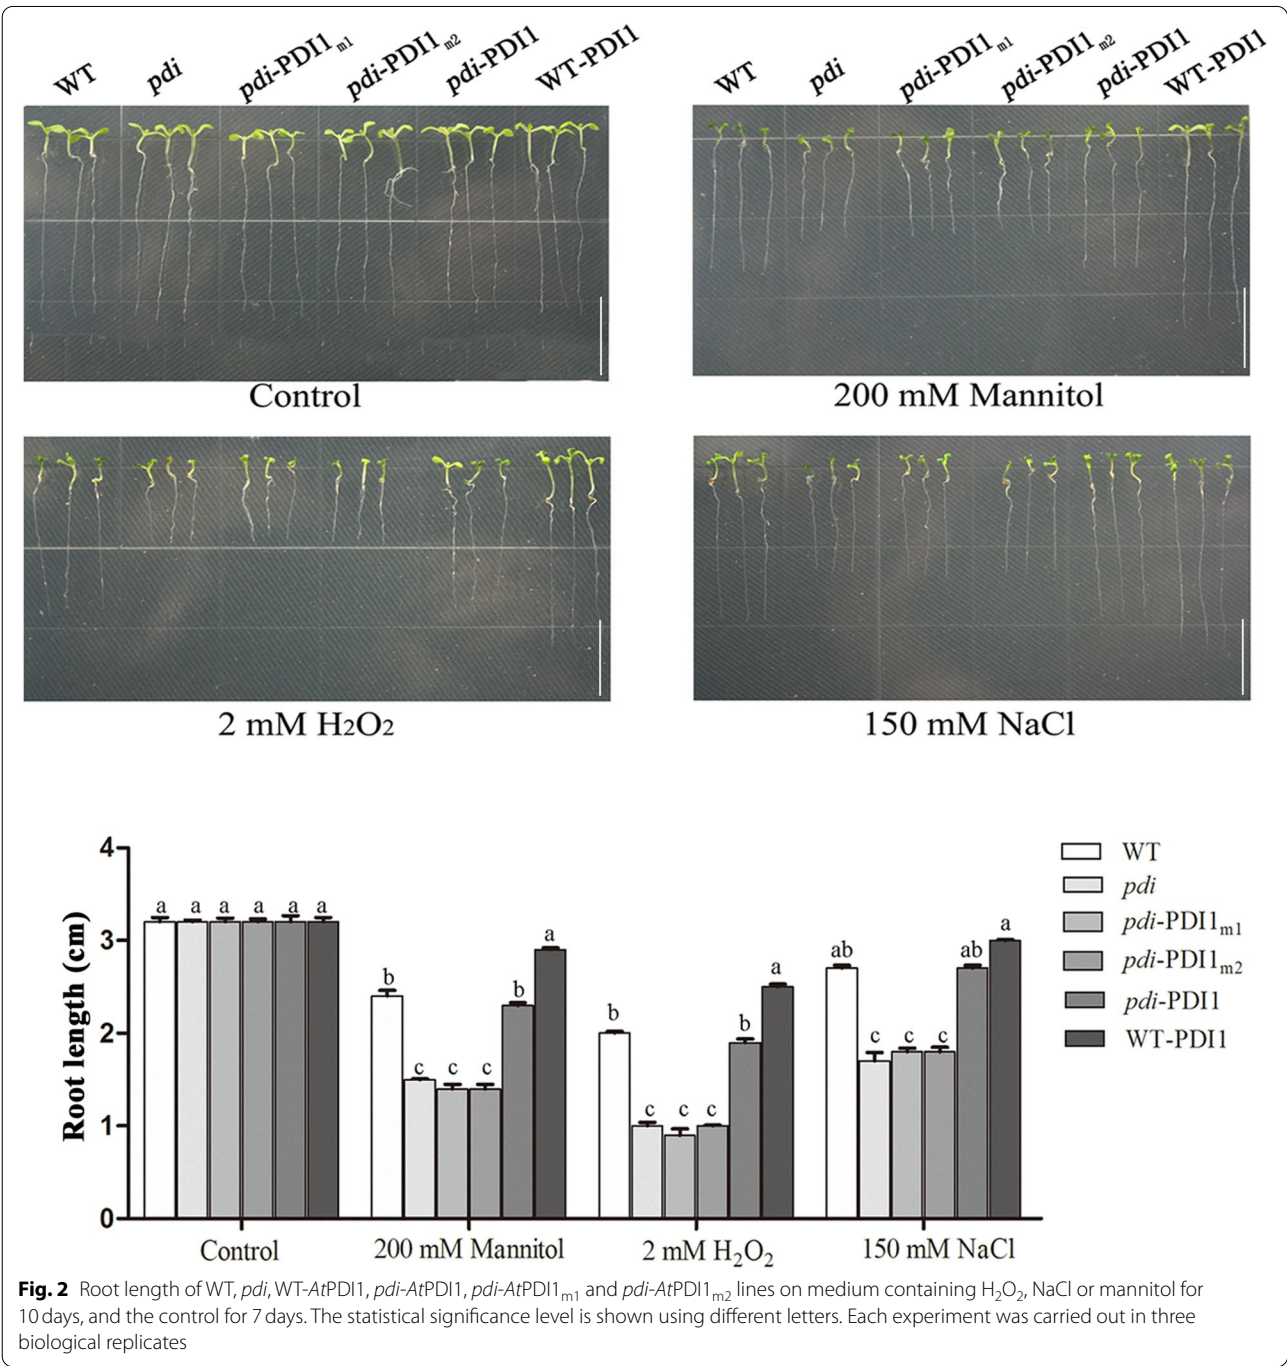 WT pdi pdi-PDI1m1 pdi-PDI1m2 pdi-PDI1 WT-PDI1
WT pdi pdi-PDI1m1 pdi-PDI1m2 pdi-PDI1 WT-PDI1
Control
200 mM Mannitol
2 mM H2O2
150 mM NaCl
Root length (cm)
4
3
2
1
0
a a a a a a
b c c c b a
b c c c b a
ab c c c ab a
Control
200 mM Mannitol
2 mM H2O2
150 mM NaCl
WT
pdi
pdi-PDI1m1
pdi-PDI1m2
pdi-PDI1
WT-PDI1
Fig. 2 Root length of WT, pdi, WT-AtPDI1, pdi-AtPDI1, pdi-AtPDI1m1 and pdi-AtPDI1m2 lines on medium containing H2O2, NaCl or mannitol for
10 days, and the control for 7 days. The statistical significance level is shown using different letters. Each experiment was carried out in three
biological replicates